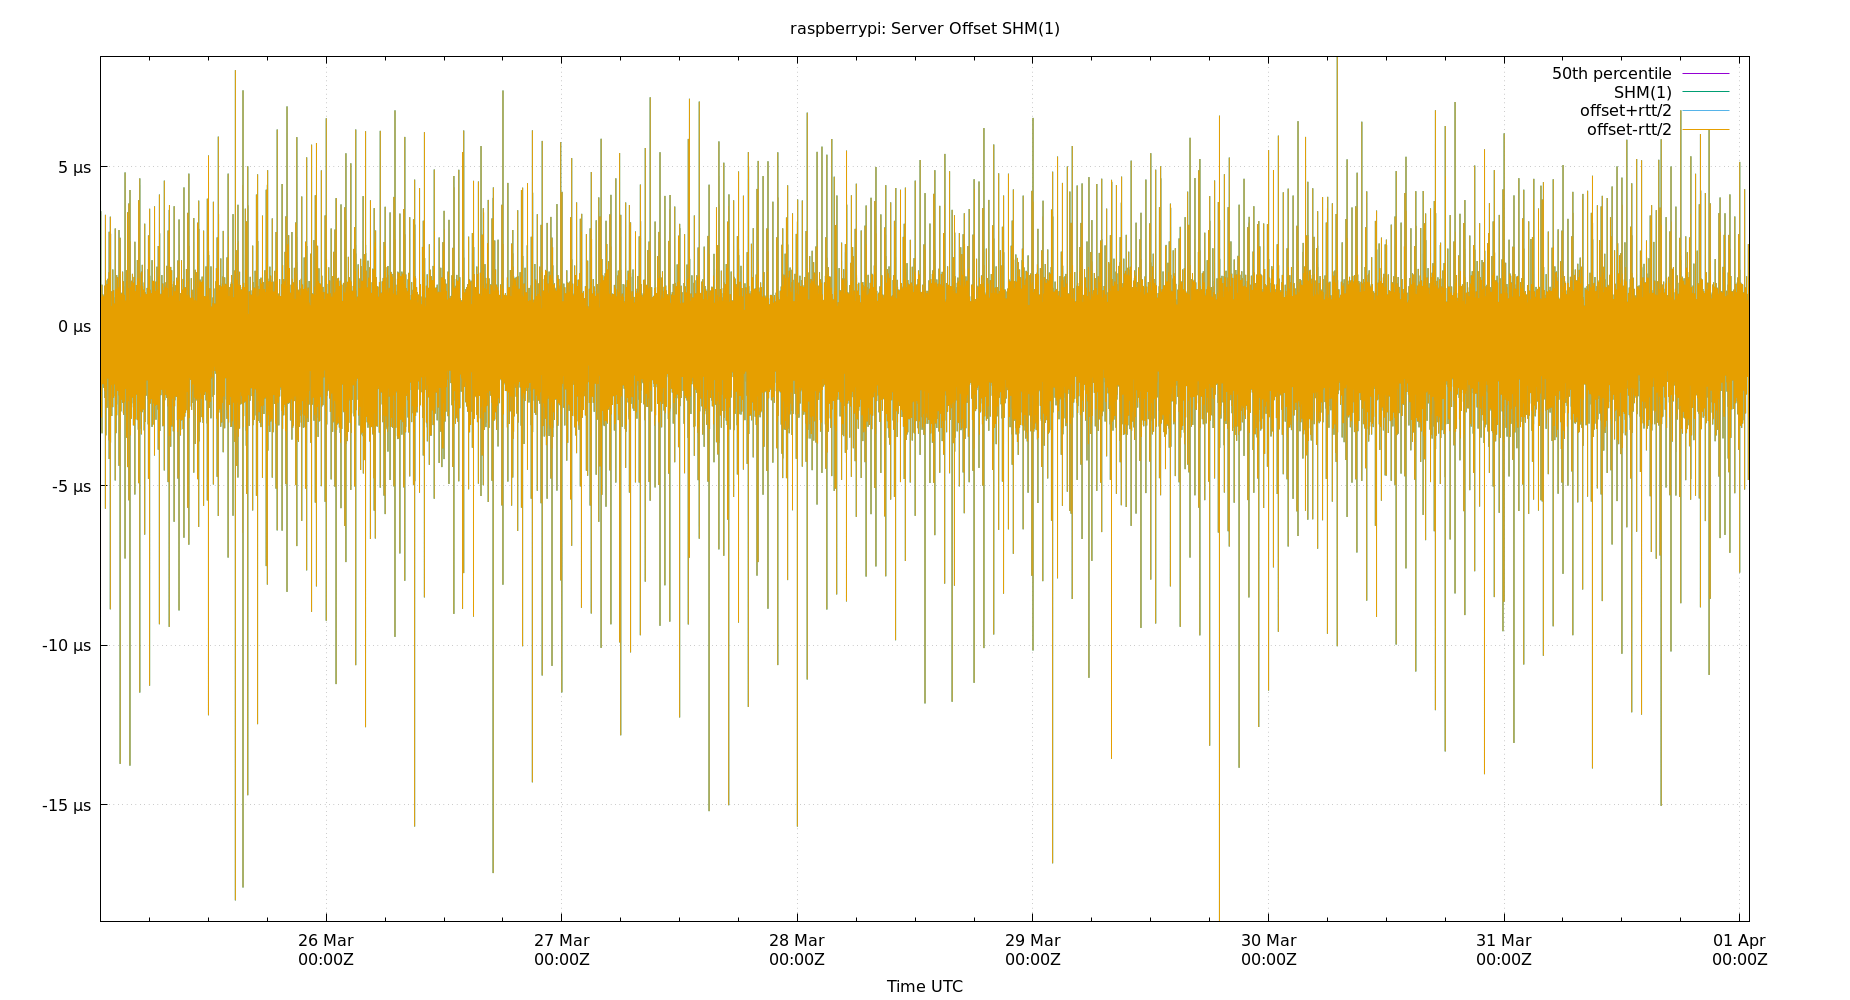 raspberrypi: Server Offset SHM(1)
50th percentile
SHM(1)
offset+rtt/2
offset-rtt/2
5 µs
0 µs
-5 µs
-10 µs
-15 µs
26 Mar 27 Mar 28 Mar 29 Mar 30 Mar 31 Mar 01 Apr
00:00Z 00:00Z 00:00Z 00:00Z 00:00Z 00:00Z 00:00Z
Time UTC